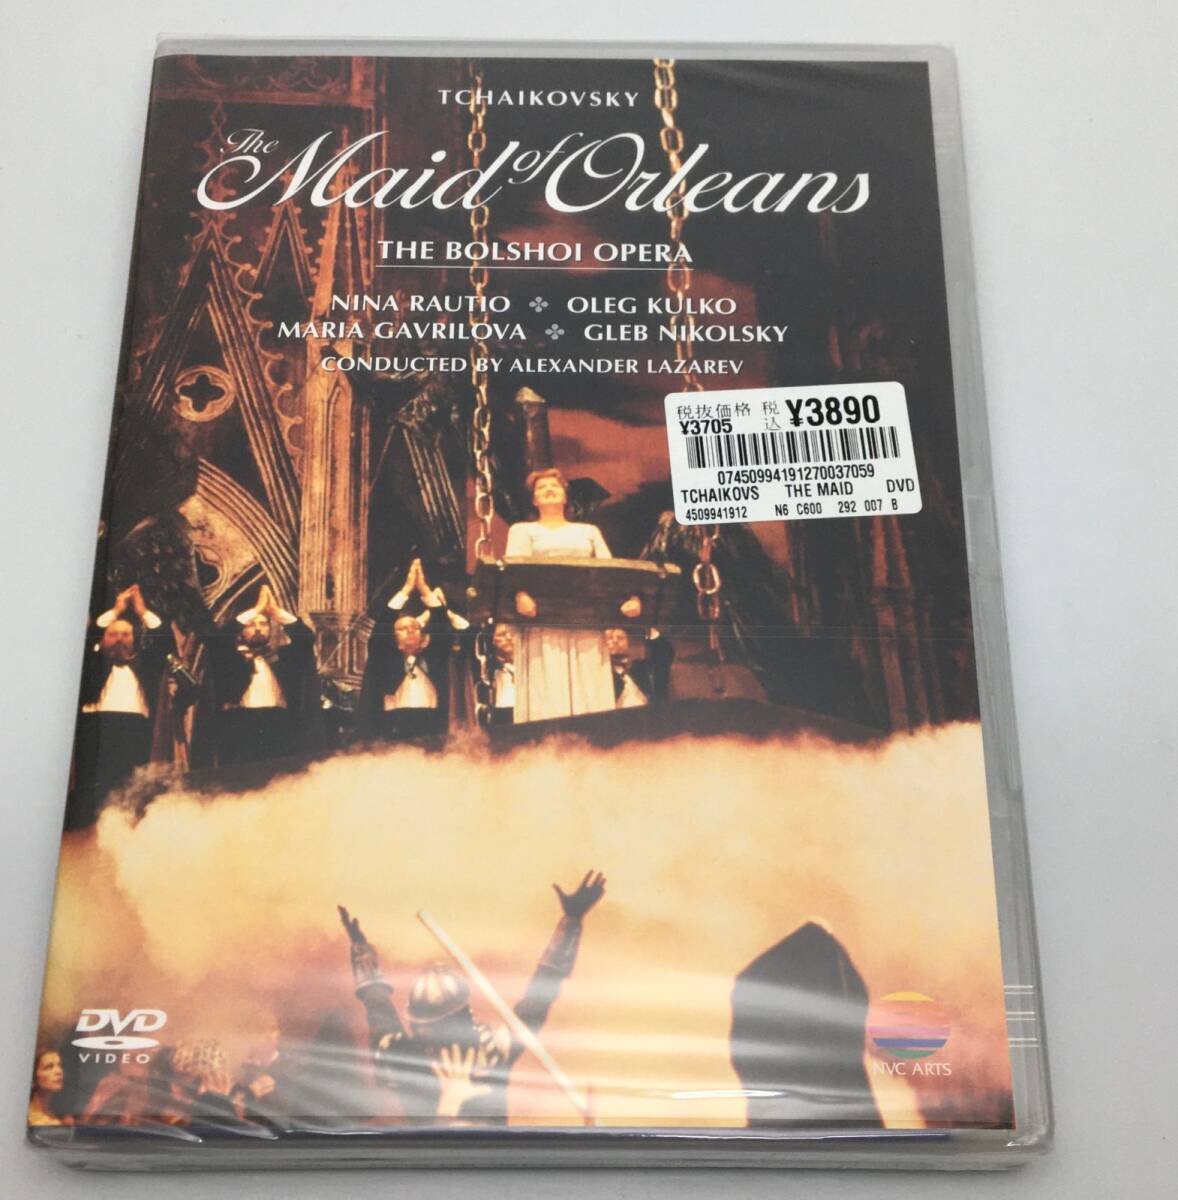 TCHAIKOVSKY
The Maid of Orleans
THE BOLSHOI OPERA
NINA RAUTIO ✤ OLEG KULKO
MARIA GAVRILOVA ✤ GLEB NIKOLSKY
CONDUCTED BY ALEXANDER LAZAREV
税抜価格 税込 ¥3890
¥3705
07450994191270037059
TCHAIKOVS THE MAID DVD
4509941912 N6 C600 292 007 B
DVD
VIDEO
NVC ARTS